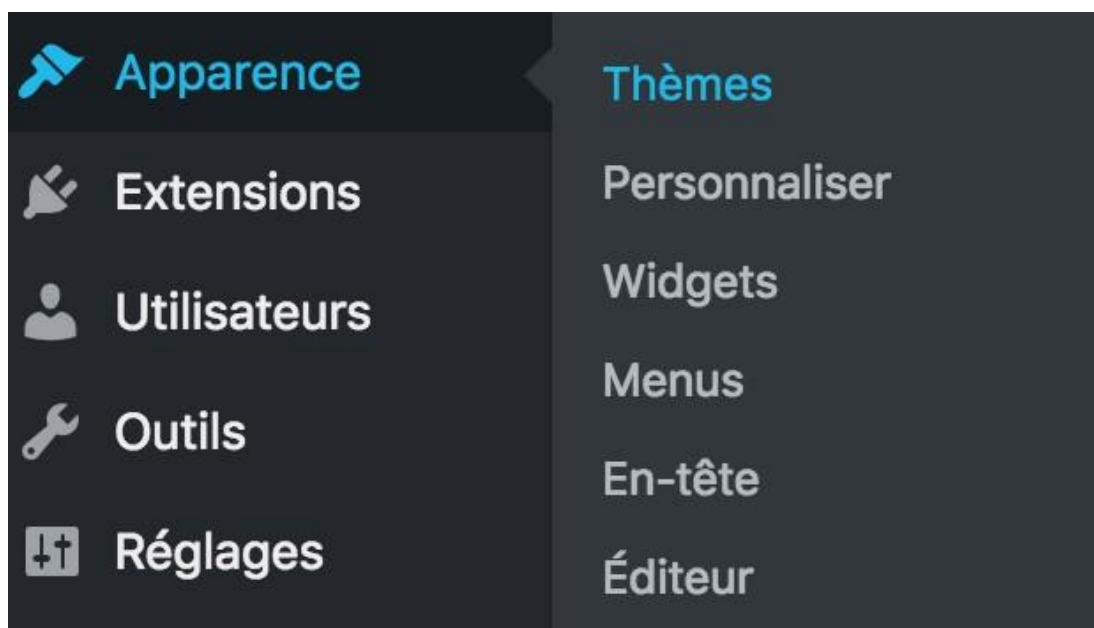 Apparence
Extensions
Utilisateurs
Outils
Réglages
Thèmes
Personnaliser
Widgets
Menus
En-tête
Éditeur